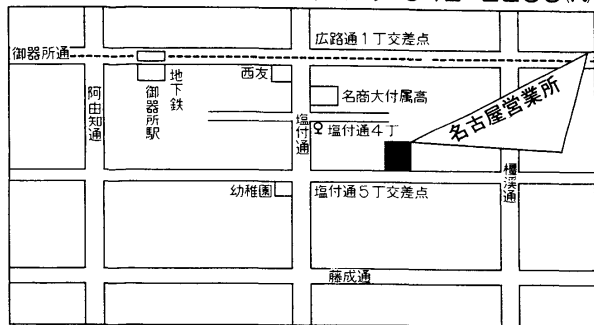 広路通1丁交差点
御器所通
西友
地下鉄
御器所駅
阿由知通
名商大付属高
名古屋営業所
塩付通
塩付通4丁
幼稚園
塩付通5丁交差点
檀渓通
藤成通